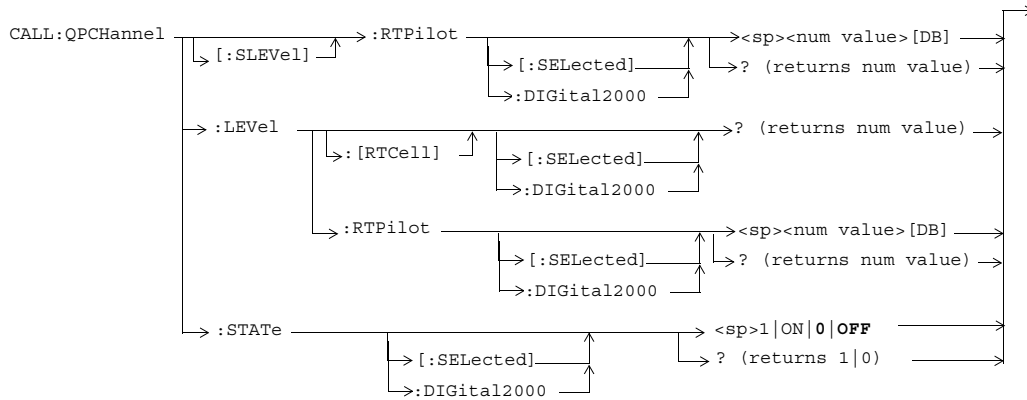 CALL:QPCHannel [:SLEVel] :RTPilot [:SELected] :DIGital2000 <sp><num value>[DB]
? (returns num value)
:LEVel :[RTCell] [:SELected] :DIGital2000 ? (returns num value)
:RTPilot [:SELected] :DIGital2000 <sp><num value>[DB]
? (returns num value)
:STATe [:SELected] :DIGital2000 <sp>1|ON|0|OFF
? (returns 1|0)